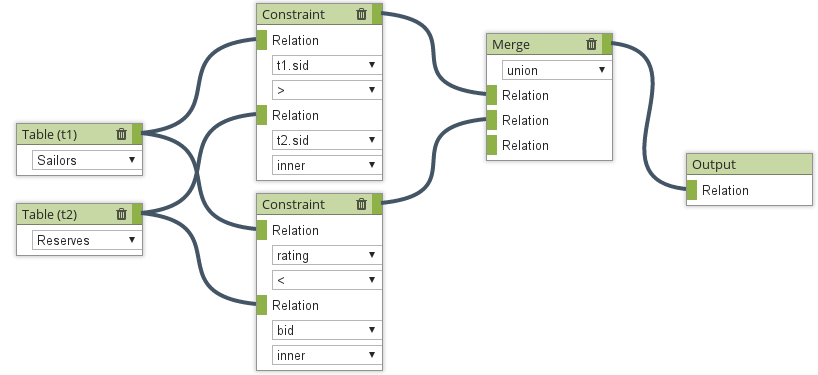 Table (t1)
Sailors
Table (t2)
Reserves
Constraint
Relation
t1.sid
>
Relation
t2.sid
inner
Constraint
Relation
rating
<
Relation
bid
inner
Merge
union
Relation
Relation
Relation
Output
Relation